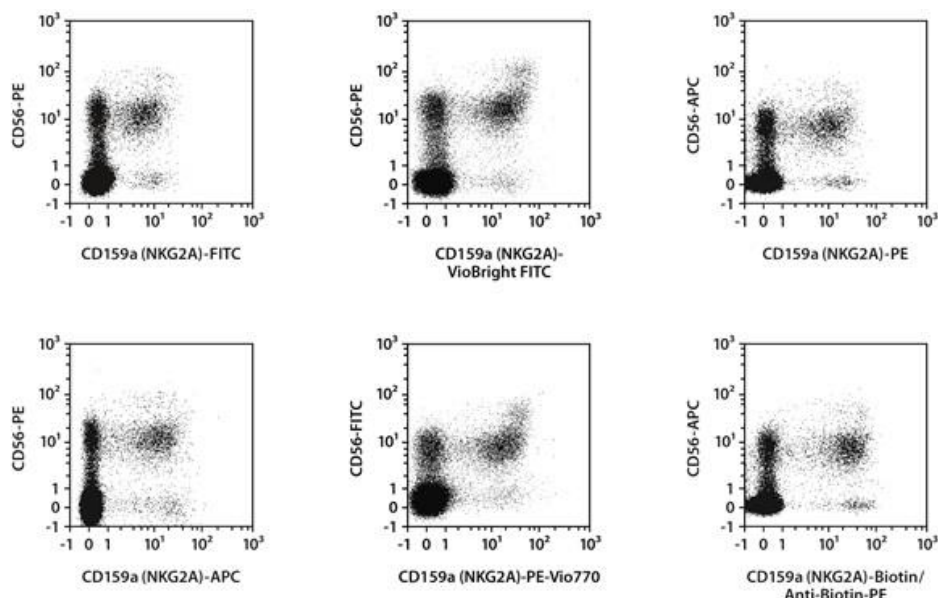 10³
10²
10¹
1
0
-1
CD56-PE
-1 0 1 10¹ 10² 10³
CD159a (NKG2A)-FITC
10³
10²
10¹
1
0
-1
CD56-PE
-1 0 1 10¹ 10² 10³
CD159a (NKG2A)-
VioBright FITC
10³
10²
10¹
1
0
-1
CD56-APC
-1 0 1 10¹ 10² 10³
CD159a (NKG2A)-PE
10³
10²
10¹
1
0
-1
CD56-PE
-1 0 1 10¹ 10² 10³
CD159a (NKG2A)-APC
10³
10²
10¹
1
0
-1
CD56-FITC
-1 0 1 10¹ 10² 10³
CD159a (NKG2A)-PE-Vio770
10³
10²
10¹
1
0
-1
CD56-APC
-1 0 1 10¹ 10² 10³
CD159a (NKG2A)-Biotin/
Anti-Biotin-PE